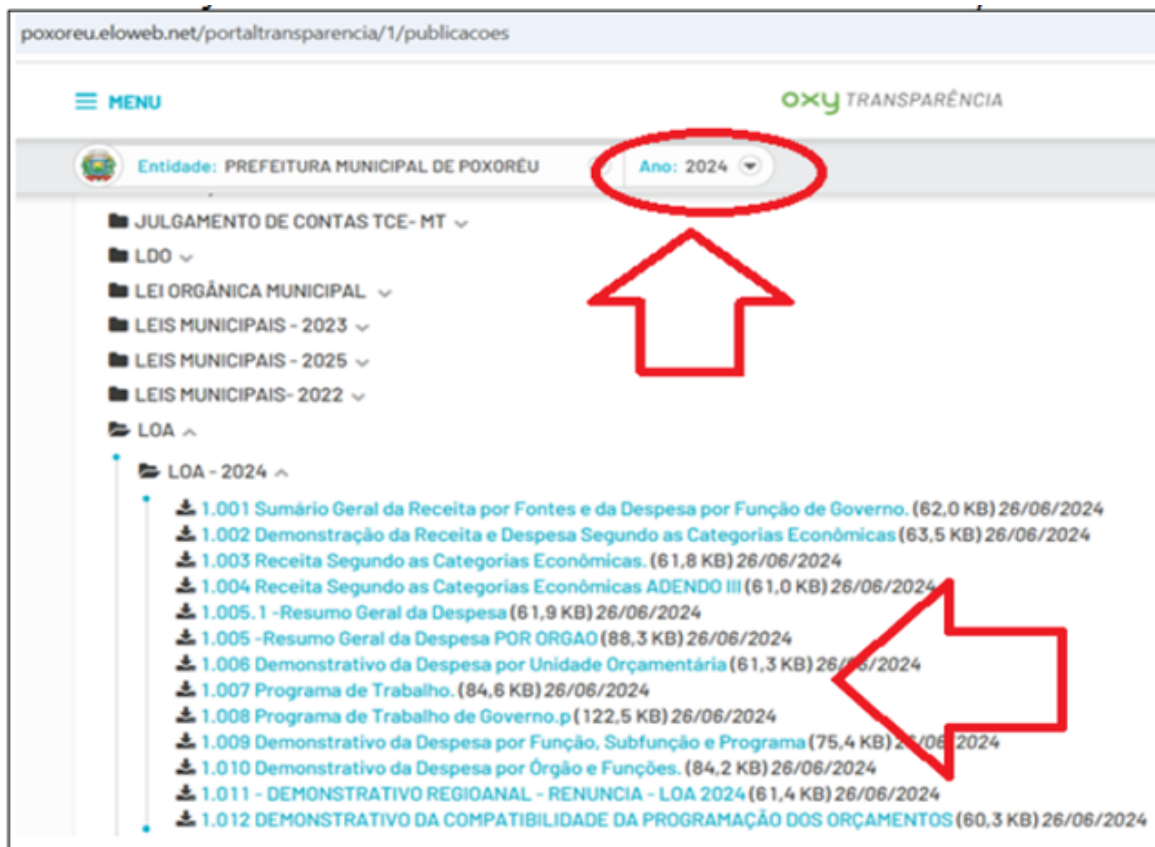 poxoreu.eloweb.net/portaltransparencia/1/publicacoes
MENU
oxy TRANSPARÊNCIA
Entidade: PREFEITURA MUNICIPAL DE POXORÉU
Ano: 2024
JULGAMENTO DE CONTAS TCE- MT
LDO
LEI ORGÂNICA MUNICIPAL
LEIS MUNICIPAIS - 2023
LEIS MUNICIPAIS - 2025
LEIS MUNICIPAIS- 2022
LOA
LOA - 2024
1.001 Sumário Geral da Receita por Fontes e da Despesa por Função de Governo. (62,0 KB) 26/06/2024
1.002 Demonstração da Receita e Despesa Segundo as Categorias Econômicas (63,5 KB) 26/06/2024
1.003 Receita Segundo as Categorias Econômicas. (61,8 KB) 26/06/2024
1.004 Receita Segundo as Categorias Econômicas ADENDO III (61,0 KB) 26/06/2024
1.005.1 -Resumo Geral da Despesa (61,9 KB) 26/06/2024
1.005 -Resumo Geral da Despesa POR ORGAO (88,3 KB) 26/06/2024
1.006 Demonstrativo da Despesa por Unidade Orçamentária (61,3 KB) 26/06/2024
1.007 Programa de Trabalho. (84,6 KB) 26/06/2024
1.008 Programa de Trabalho de Governo.p (122,5 KB) 26/06/2024
1.009 Demonstrativo da Despesa por Função, Subfunção e Programa (75,4 KB) 26/06/2024
1.010 Demonstrativo da Despesa por Órgão e Funções. (84,2 KB) 26/06/2024
1.011 - DEMONSTRATIVO REGIOANAL - RENUNCIA - LOA 2024 (61,4 KB) 26/06/2024
1.012 DEMONSTRATIVO DA COMPATIBILIDADE DA PROGRAMAÇÃO DOS ORÇAMENTOS (60,3 KB) 26/06/2024